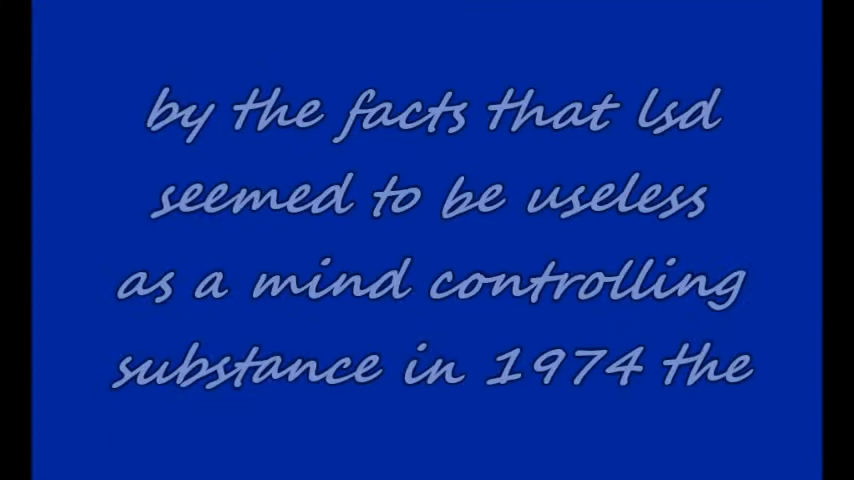 by the facts that lsd
seemed to be useless
as a mind controlling
substance in 1974 the